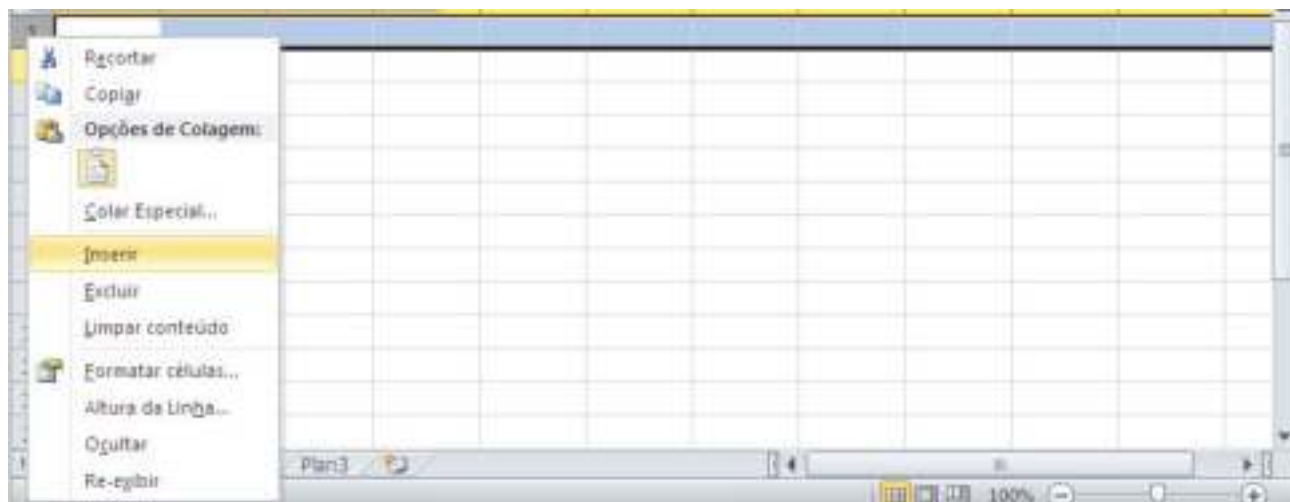 Recortar
Copiar
Opções de Colagem:
Colar Especial...
Inserir
Excluir
Limpar conteúdo
Formatar células...
Altura da Linha...
Ocultar
Re-exibir
Plan3
100%